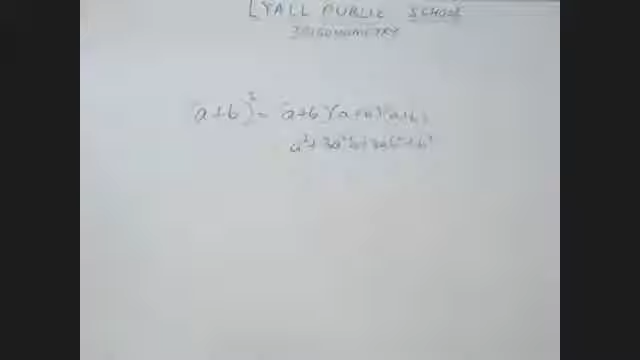 LYALL PUBLIC SCHOOL
TRIGONOMETRY
(a+b)³ = (a+b)(a+b)(a+b)
a³+3a²b+3ab²+b³